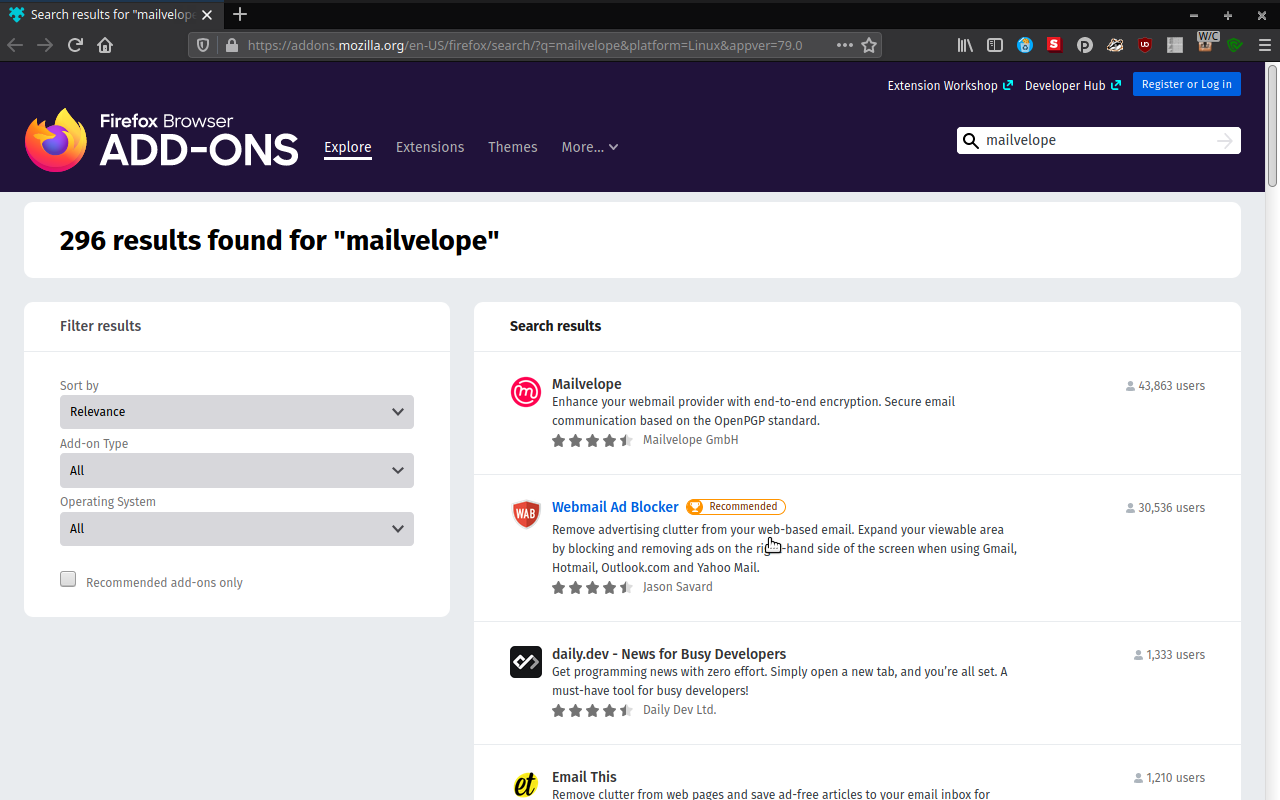 Search results for "mailvelope
https://addons.mozilla.org/en-US/firefox/search/?q=mailvelope&platform=Linux&appver=79.0
W/C
S
UD
Extension Workshop
Developer Hub
Register or Log in
Firefox Browser
ADD-ONS
Explore
Extensions
Themes
More...
mailvelope
296 results found for "mailvelope"
Filter results
Sort by
Relevance
Add-on Type
All
Operating System
All
Recommended add-ons only
Search results
Mailvelope
43,863 users
Enhance your webmail provider with end-to-end encryption. Secure email
communication based on the OpenPGP standard.
Mailvelope GmbH
WAB
Webmail Ad Blocker
Recommended
30,536 users
Remove advertising clutter from your web-based email. Expand your viewable area
by blocking and removing ads on the right-hand side of the screen when using Gmail,
Hotmail, Outlook.com and Yahoo Mail.
Jason Savard
daily.dev - News for Busy Developers
1,333 users
Get programming news with zero effort. Simply open a new tab, and you’re all set. A
must-have tool for busy developers!
Daily Dev Ltd.
et
Email This
1,210 users
Remove clutter from web pages and save ad-free articles to your email inbox for